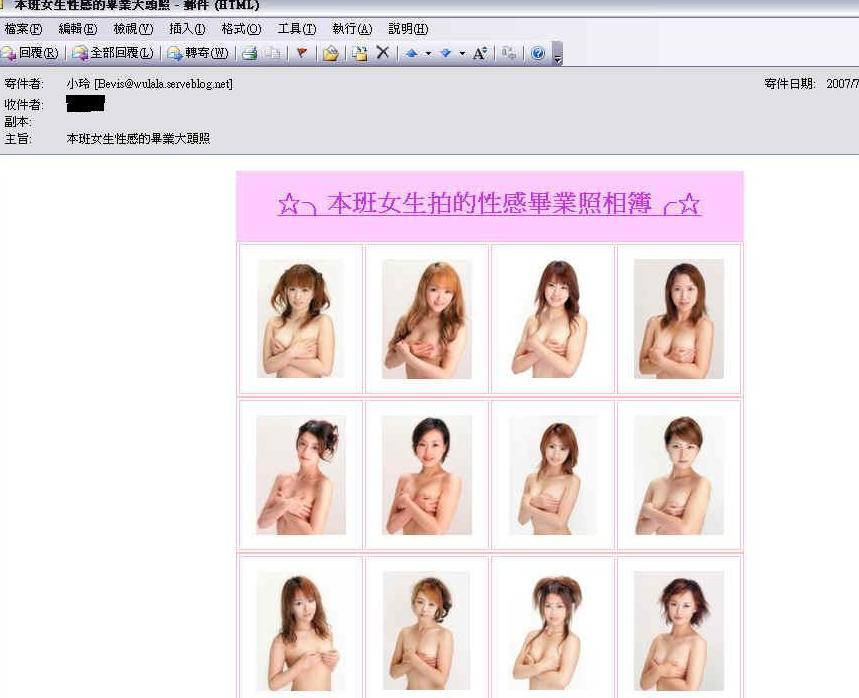 本班女生性感的畢業大頭照 - 郵件 (HTML)
檔案(F) 編輯(E) 檢視(V) 插入(I) 格式(O) 工具(T) 執行(A) 說明(H)
回覆(R) 全部回覆(L) 轉寄(W)
寄件者: 小玲 [Bevis@wulala.serveblog.net] 寄件日期: 2007/7
收件者:
副本:
主旨: 本班女生性感的畢業大頭照
☆╮本班女生拍的性感畢業照相簿╭☆